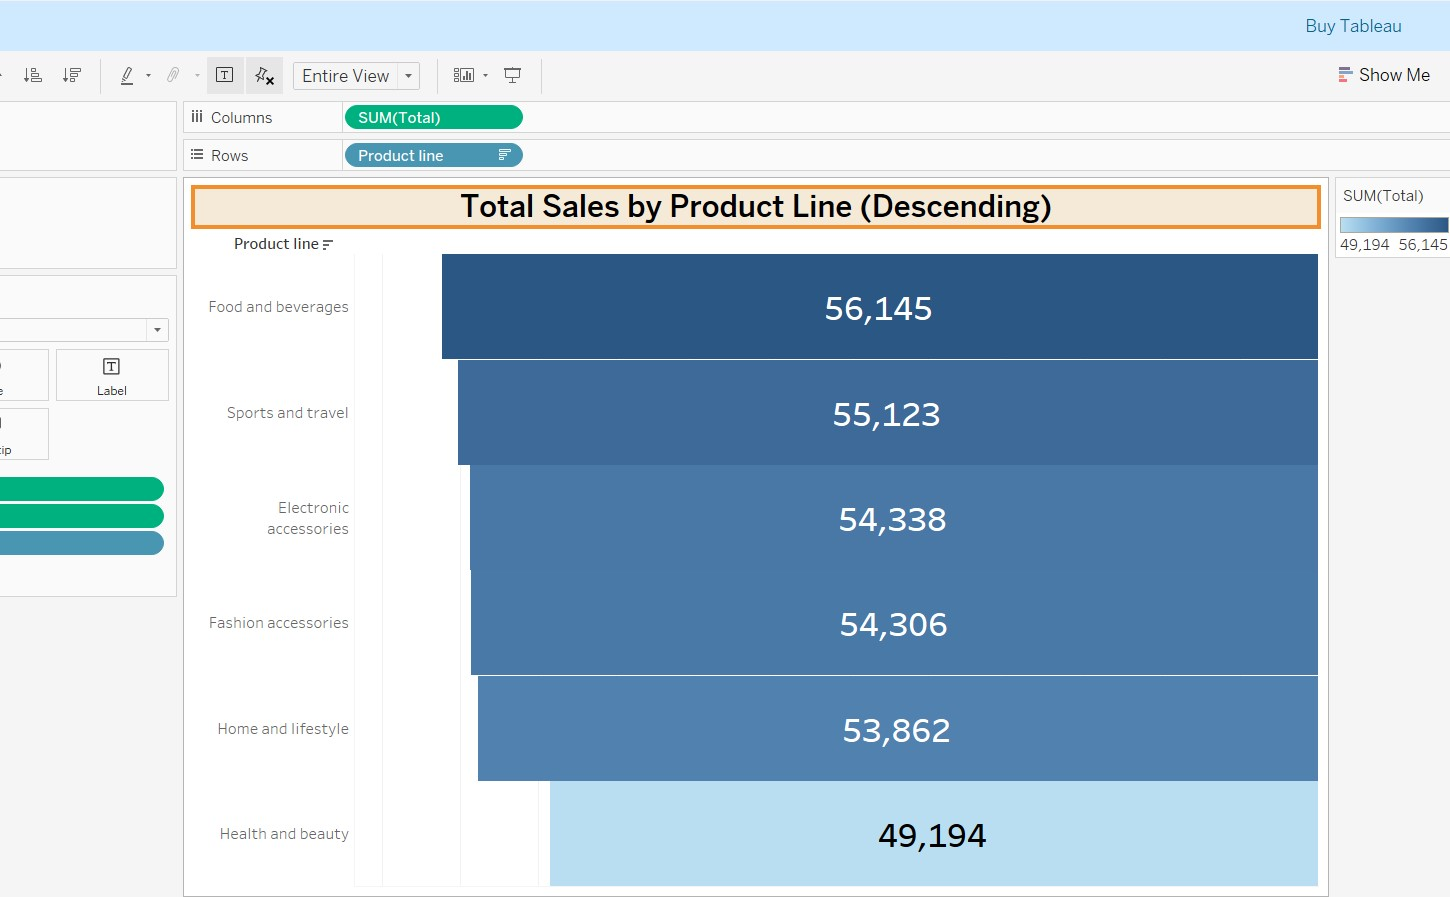 Buy Tableau
Entire View
Show Me
Columns
SUM(Total)
Rows
Product line
Total Sales by Product Line (Descending)
SUM(Total)
49,194 56,145
Product line
Food and beverages
56,145
Sports and travel
55,123
Label
Electronic
accessories
54,338
Fashion accessories
54,306
Home and lifestyle
53,862
Health and beauty
49,194